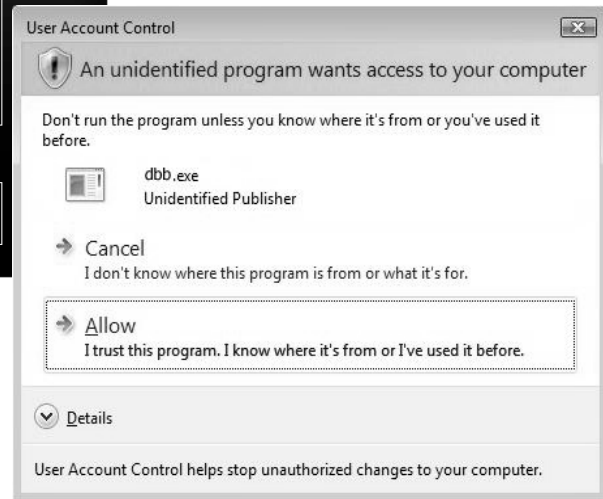 User Account Control
An unidentified program wants access to your computer
Don't run the program unless you know where it's from or you've used it
before.
dbb.exe
Unidentified Publisher
Cancel
I don't know where this program is from or what it's for.
Allow
I trust this program. I know where it's from or I've used it before.
Details
User Account Control helps stop unauthorized changes to your computer.